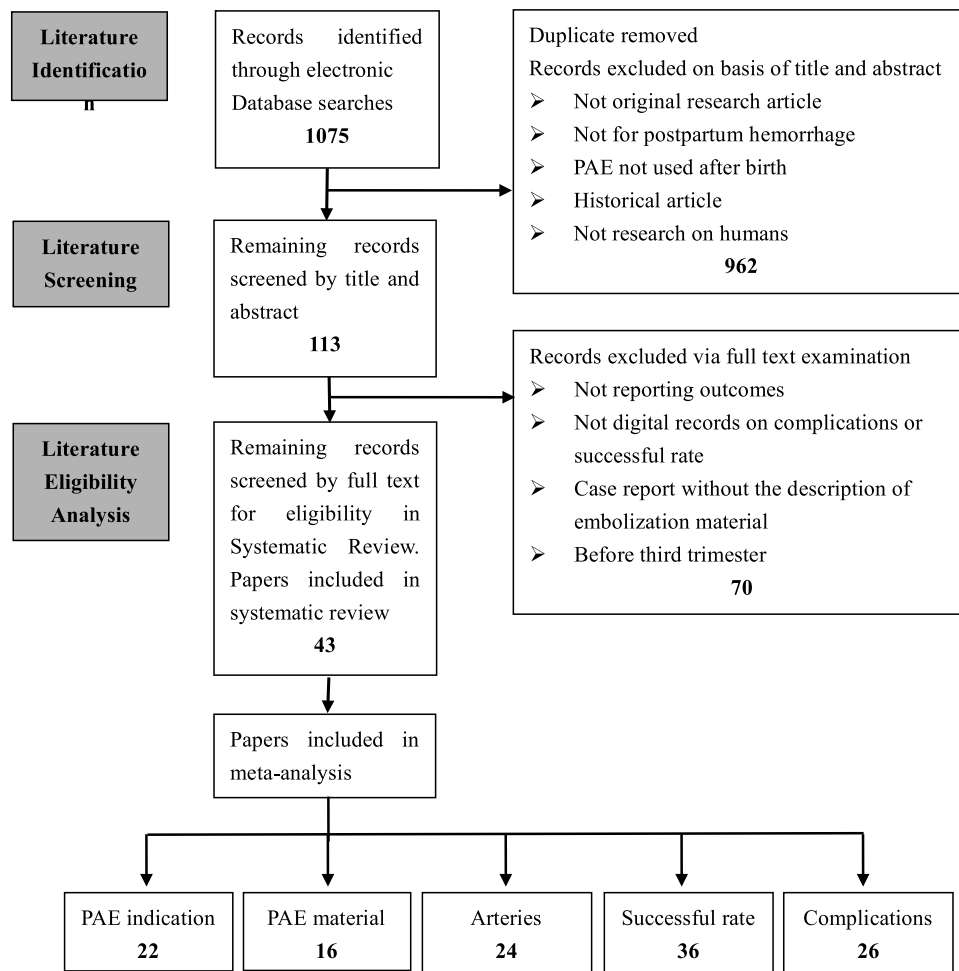 Literature
Identificatio
n
Records identified
through electronic
Database searches
1075
Duplicate removed
Records excluded on basis of title and abstract
➢ Not original research article
➢ Not for postpartum hemorrhage
➢ PAE not used after birth
➢ Historical article
➢ Not research on humans
962
Literature
Screening
Remaining records
screened by title and
abstract
113
Records excluded via full text examination
➢ Not reporting outcomes
➢ Not digital records on complications or
successful rate
➢ Case report without the description of
embolization material
➢ Before third trimester
70
Literature
Eligibility
Analysis
Remaining records
screened by full text
for eligibility in
Systematic Review.
Papers included in
systematic review
43
Papers included in
meta-analysis
PAE indication
22
PAE material
16
Arteries
24
Successful rate
36
Complications
26